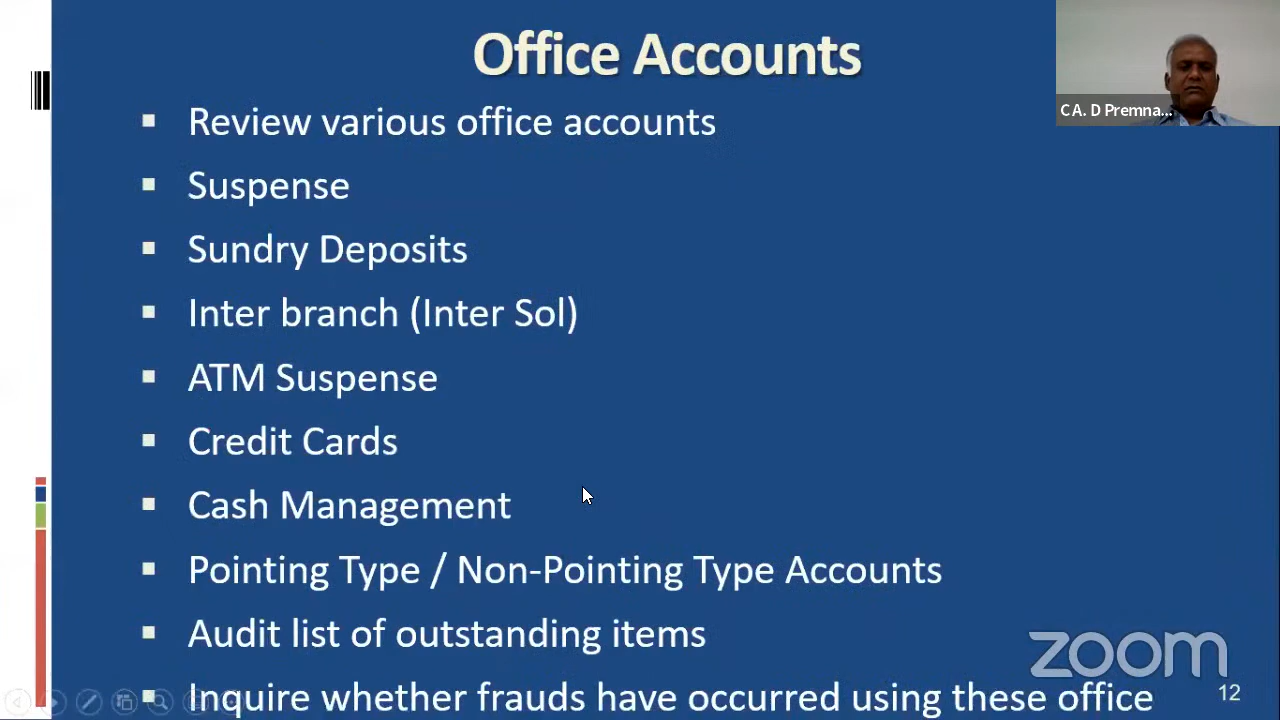 Office Accounts
CA. D Premna...
Review various office accounts
Suspense
Sundry Deposits
Inter branch (Inter Sol)
ATM Suspense
Credit Cards
Cash Management
Pointing Type / Non-Pointing Type Accounts
Audit list of outstanding items
zoom
Inquire whether frauds have occurred using these office
12